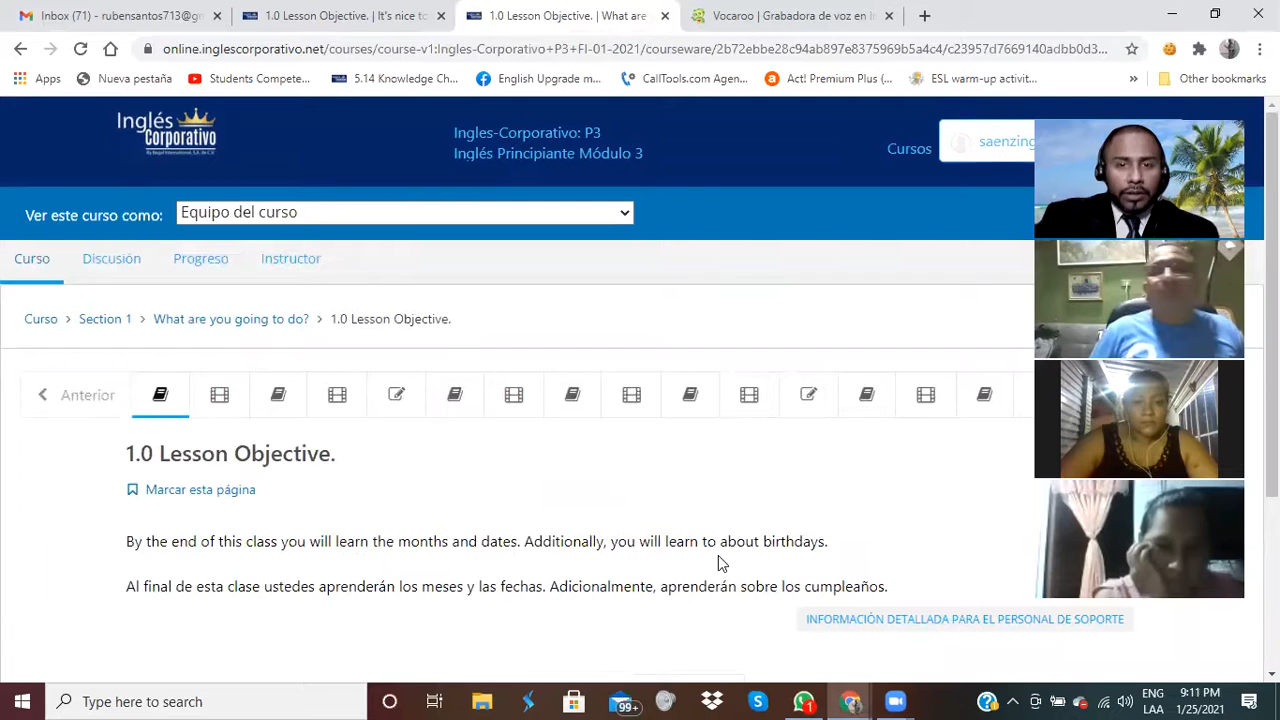 Inbox (71) - rubensantos713@gm
1.0 Lesson Objective. | It's nice to
1.0 Lesson Objective. | What are
Vocaroo | Grabadora de voz en lí
online.inglescorporativo.net/courses/course-v1:Ingles-Corporativo+P3+FI-01-2021/courseware/2b72ebbe28c94ab897e8375969b5a4c4/c23957d7669140adbb0d3...
Apps
Nueva pestaña
Students Compete...
5.14 Knowledge Ch...
English Upgrade m...
CallTools.com Agen...
Act! Premium Plus (...
ESL warm-up activit...
Other bookmarks
Inglés
Corporativo
Ingles-Corporativo: P3
Inglés Principiante Módulo 3
Cursos
saenzing
Ver este curso como:
Equipo del curso
Curso
Discusión
Progreso
Instructor
Curso > Section 1 > What are you going to do? > 1.0 Lesson Objective.
Anterior
1.0 Lesson Objective.
Marcar esta página
By the end of this class you will learn the months and dates. Additionally, you will learn to about birthdays.
Al final de esta clase ustedes aprenderán los meses y las fechas. Adicionalmente, aprenderán sobre los cumpleaños.
INFORMACIÓN DETALLADA PARA EL PERSONAL DE SOPORTE
Type here to search
99+
1
ENG
LAA
9:11 PM
1/25/2021